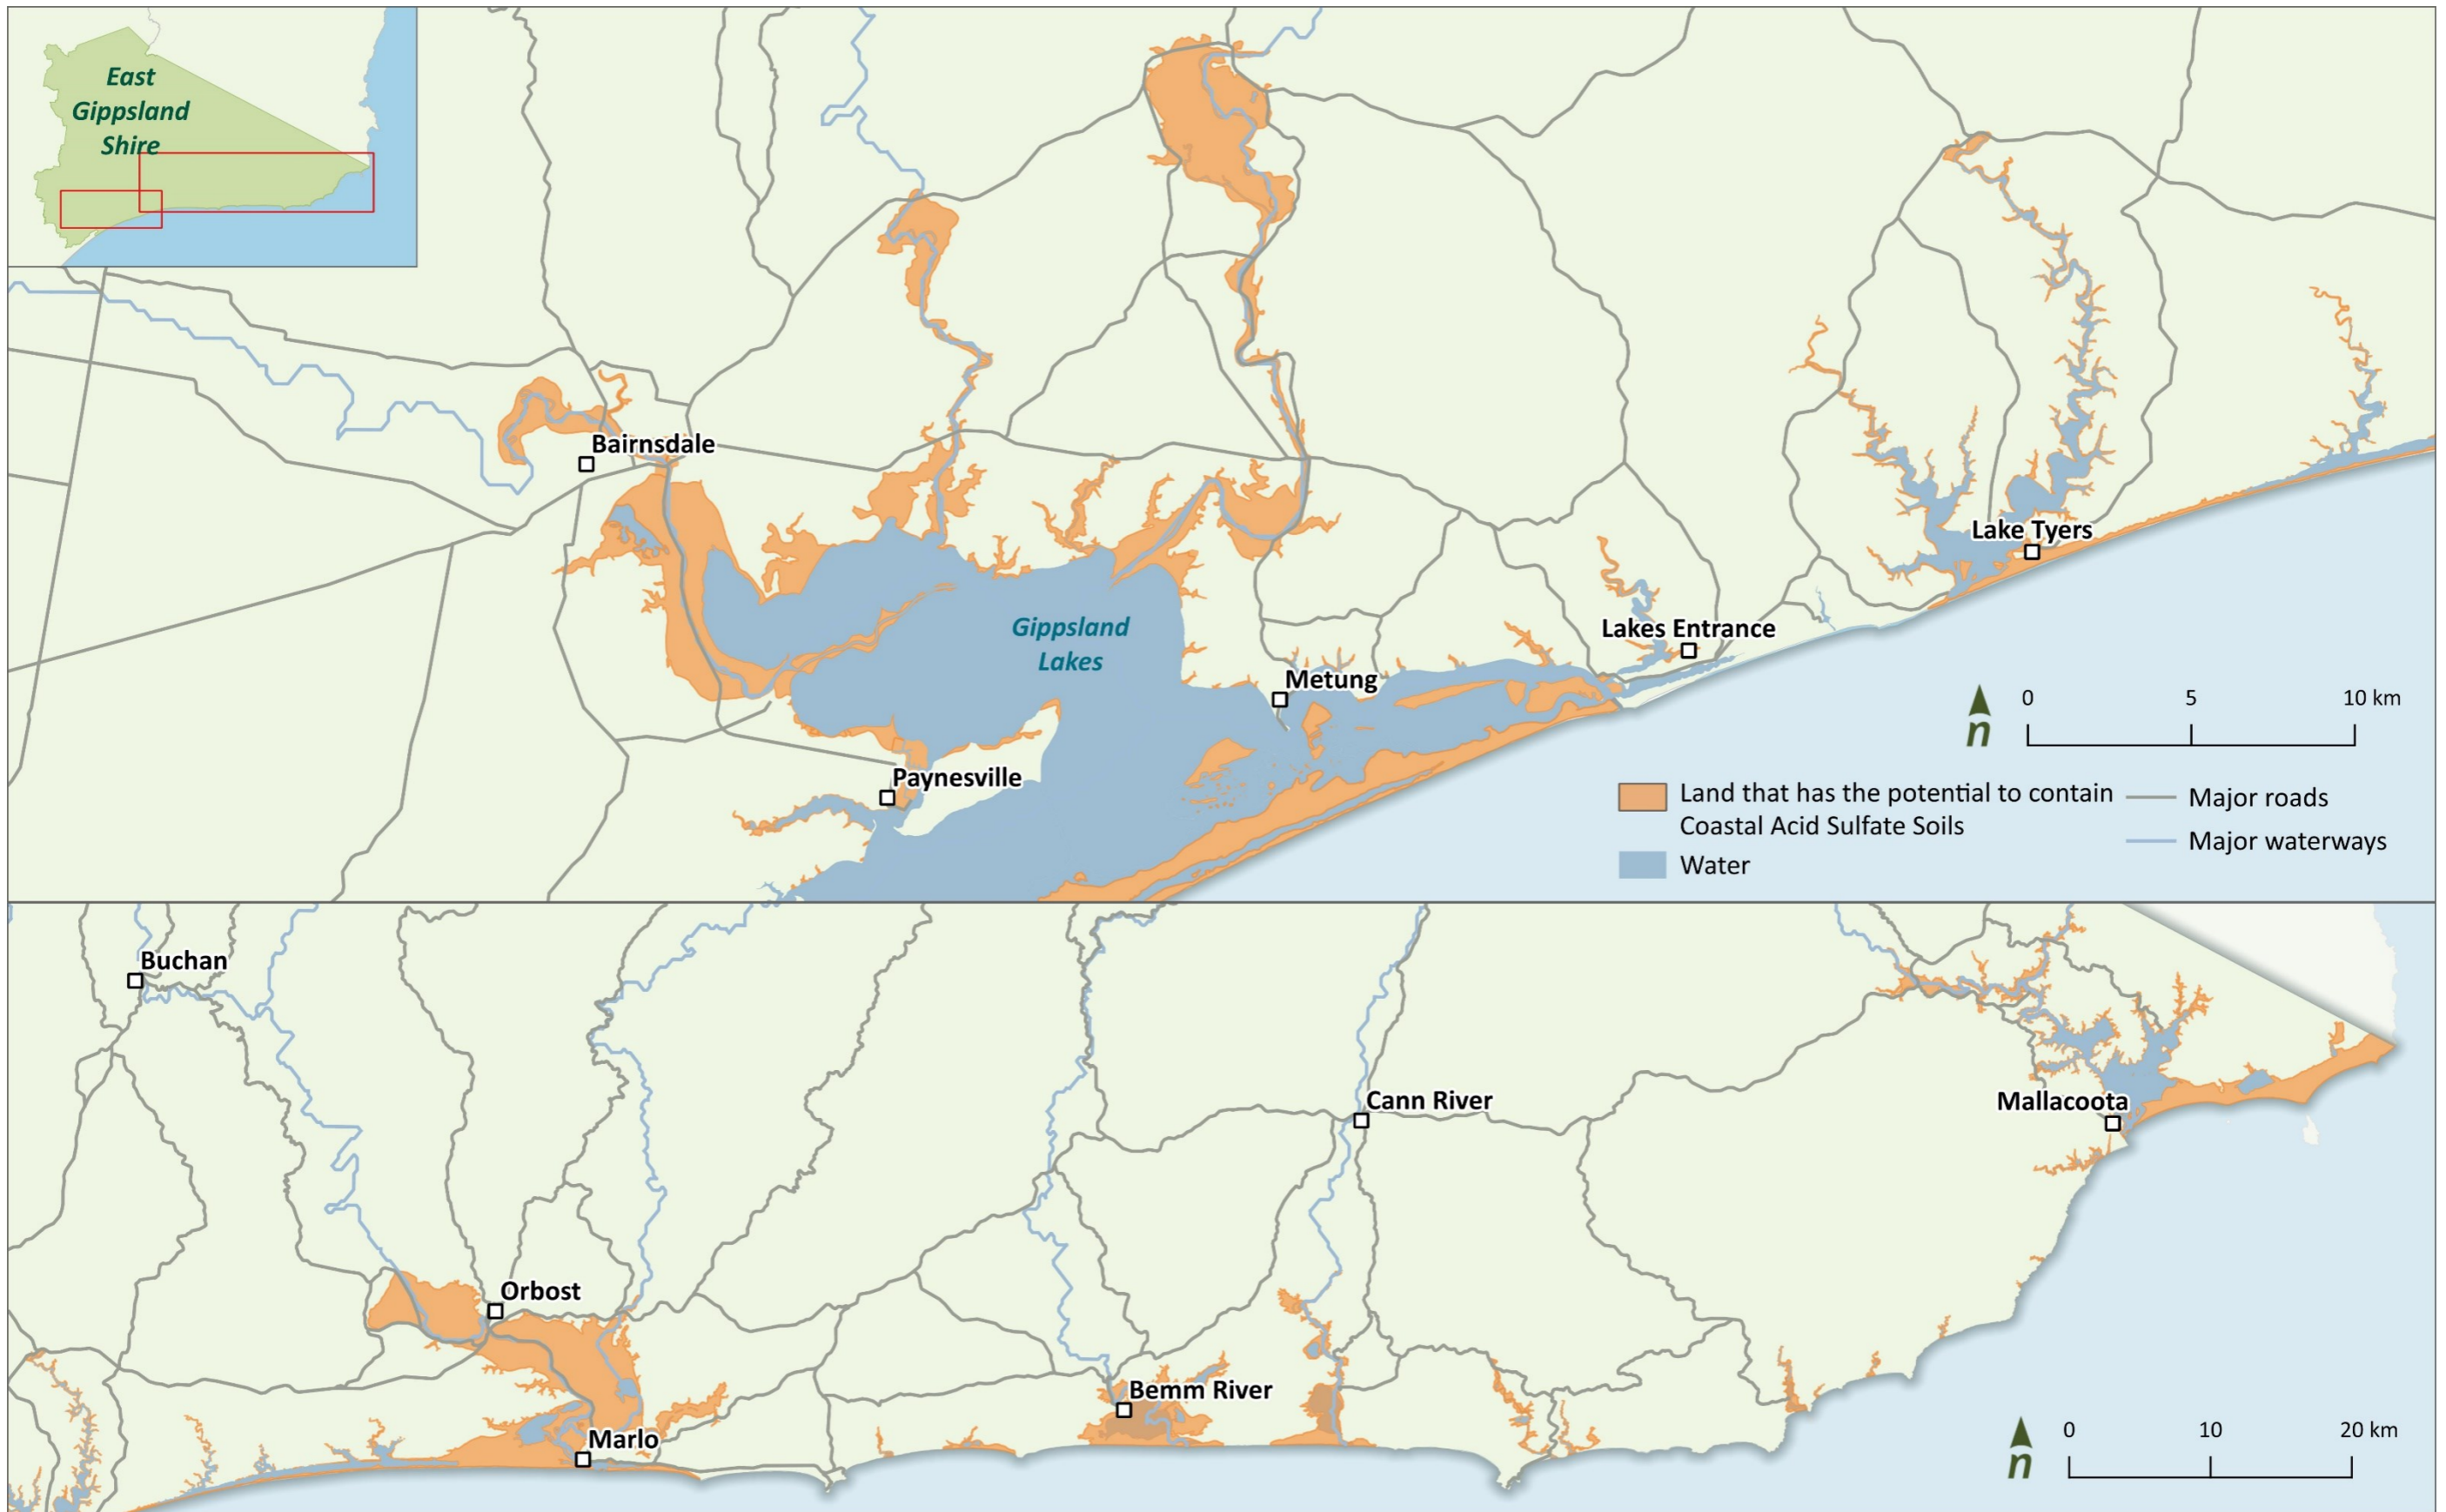 East
Gippsland
Shire
Bairnsdale
Lake Tyers
Gippsland
Lakes
Lakes Entrance
Metung
Paynesville
n
0 5 10 km
Land that has the potential to contain
Coastal Acid Sulfate Soils
Water
Major roads
Major waterways
Buchan
Cann River
Mallacoota
Orbost
Bemm River
Marlo
n
0 10 20 km